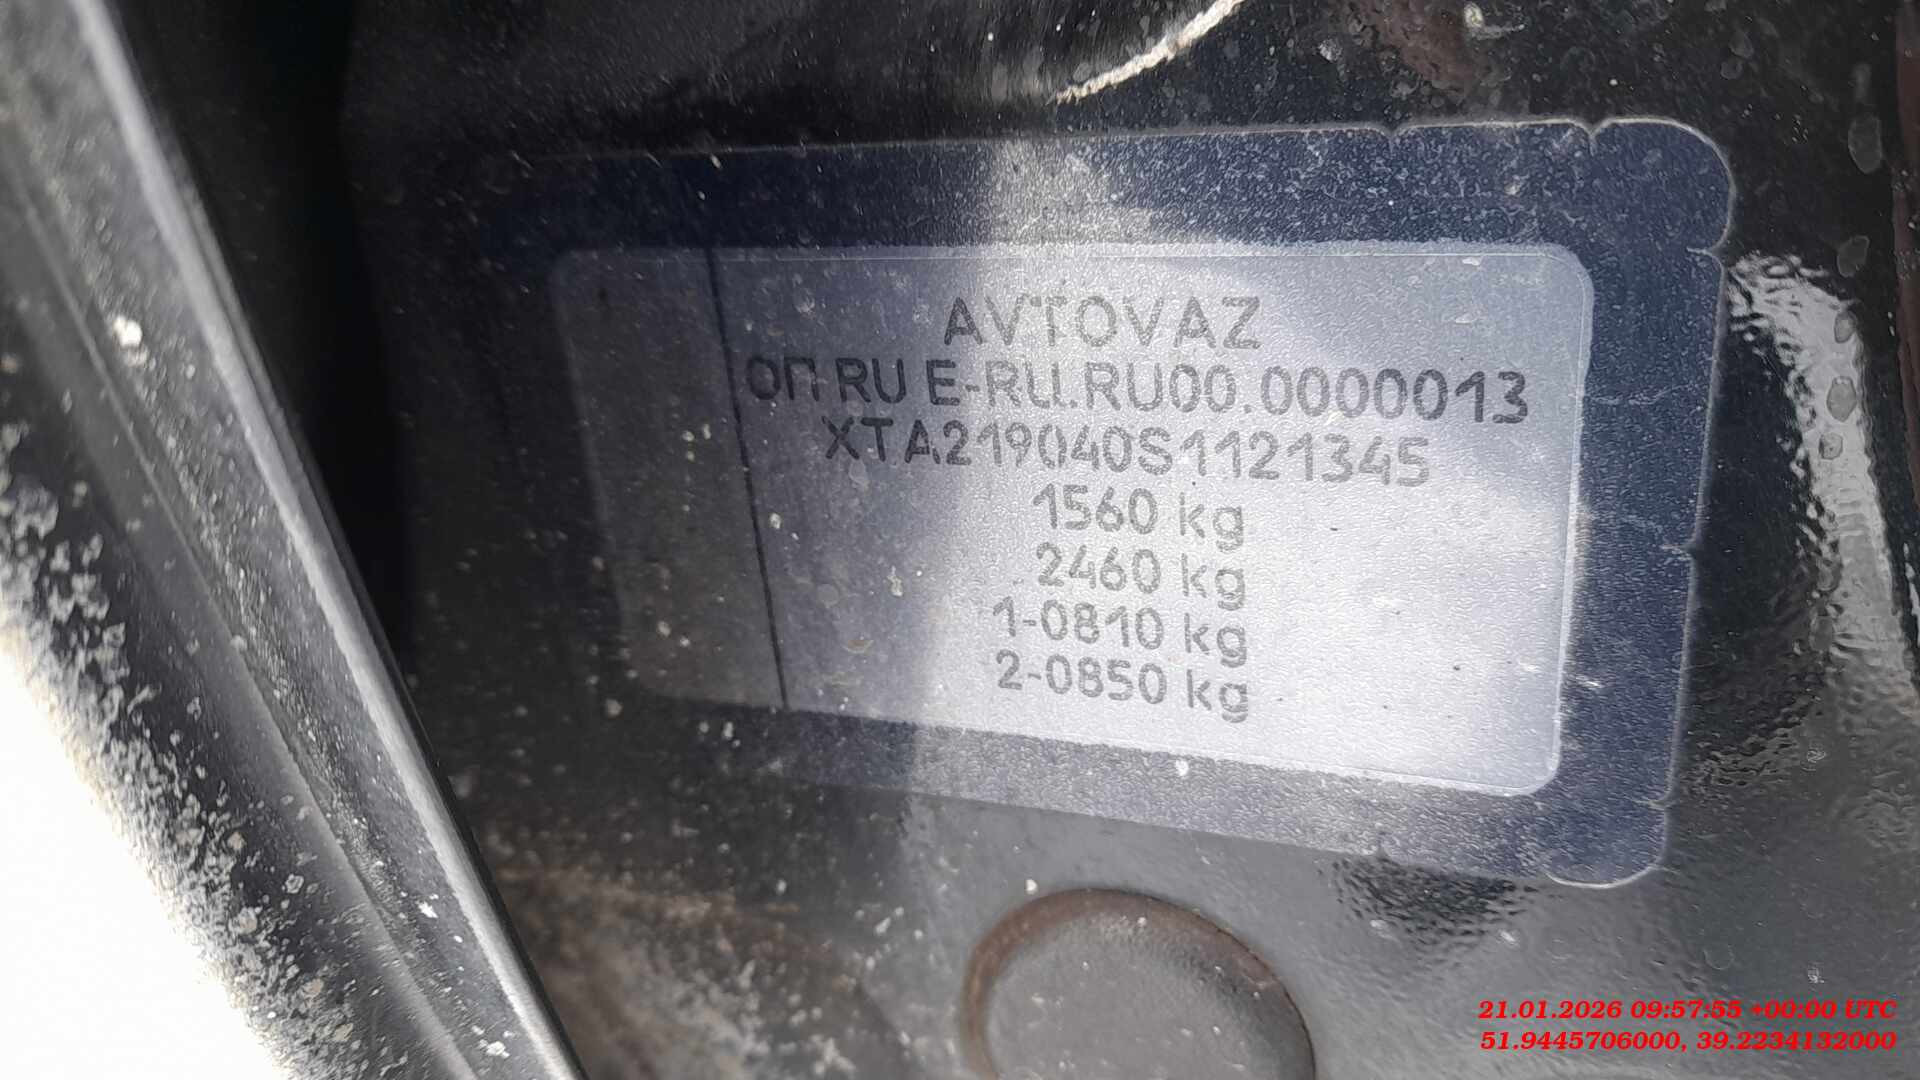 AVTOVAZ
ОП RU E-RU.RU00.0000013
XTA219040S1121345
1560 kg
2460 kg
1-0810 kg
2-0850 kg
21.01.2026 09:57:55 +00:00 UTC
51.9445706000, 39.2234132000